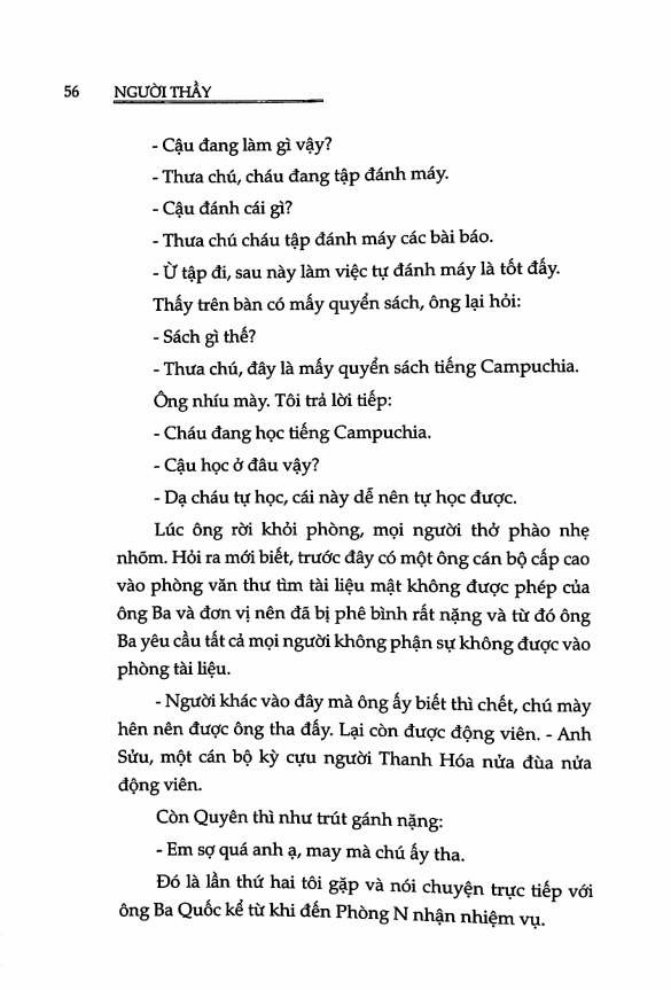 56 NGƯỜI THẦY
- Cậu đang làm gì vậy?
- Thưa chú, cháu đang tập đánh máy.
- Cậu đánh cái gì?
- Thưa chú cháu tập đánh máy các bài báo.
- Ừ tập đi, sau này làm việc tự đánh máy là tốt đấy.
Thấy trên bàn có mấy quyển sách, ông lại hỏi:
- Sách gì thế?
- Thưa chú, đây là mấy quyển sách tiếng Campuchia.
Ông nhíu mày. Tôi trả lời tiếp:
- Cháu đang học tiếng Campuchia.
- Cậu học ở đâu vậy?
- Dạ cháu tự học, cái này dễ nên tự học được.
Lúc ông rời khỏi phòng, mọi người thở phào nhẹ
nhõm. Hỏi ra mới biết, trước đây có một ông cán bộ cấp cao
vào phòng văn thư tìm tài liệu mật không được phép của
ông Ba và đơn vị nên đã bị phê bình rất nặng và từ đó ông
Ba yêu cầu tất cả mọi người không phận sự không được vào
phòng tài liệu.
- Người khác vào đây mà ông ấy biết thì chết, chú mày
hên nên được ông tha đấy. Lại còn được động viên. - Anh
Sửu, một cán bộ kỳ cựu người Thanh Hóa nửa đùa nửa
động viên.
Còn Quyên thì như trút gánh nặng:
- Em sợ quá anh ạ, may mà chú ấy tha.
Đó là lần thứ hai tôi gặp và nói chuyện trực tiếp với
ông Ba Quốc kể từ khi đến Phòng N nhận nhiệm vụ.